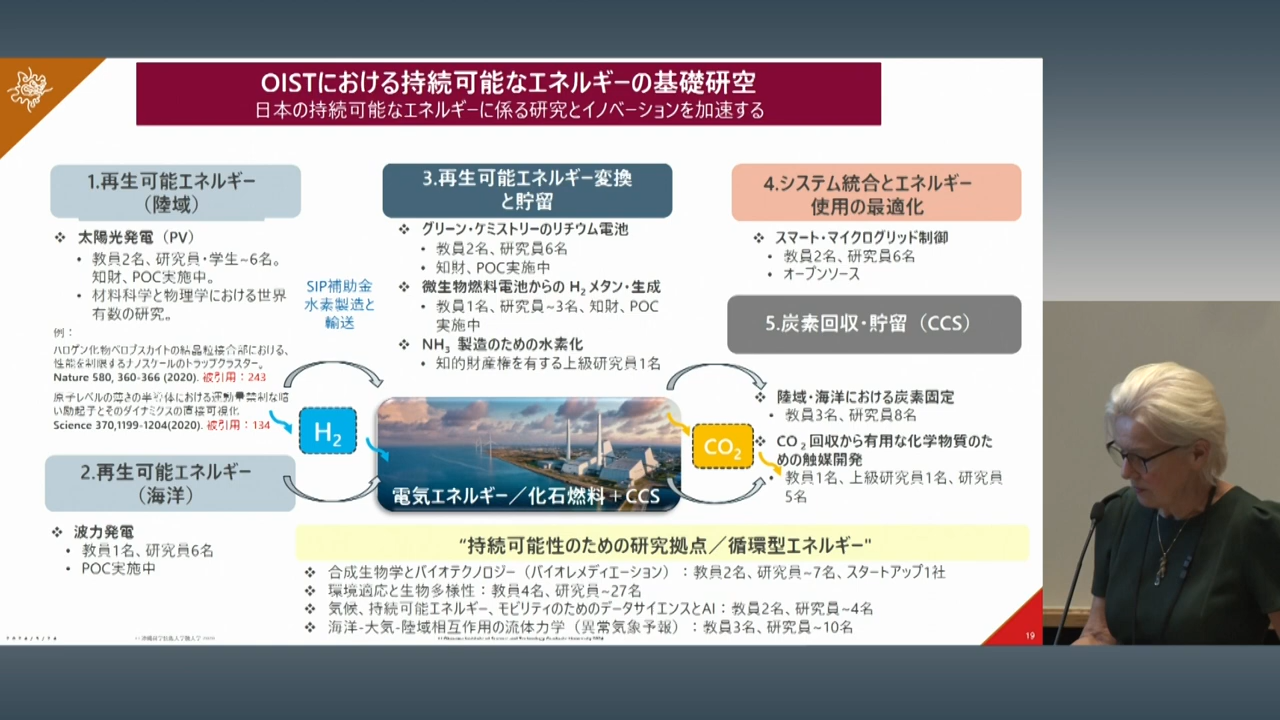 OISTにおける持続可能なエネルギーの基礎研空
日本の持続可能なエネルギーに係る研究とイノベーションを加速する
1.再生可能エネルギー
（陸域）
❖ 太陽光発電（PV）
• 教員2名、研究員・学生~6名。
知財、POC実施中。
• 材料科学と物理学における世界
有数の研究。
例：
ハロゲン化物ペロブスカイトの結晶粒接合部における、
性能を制限するナノスケールのトラップクラスター。
Nature 580, 360-366 (2020). 被引用：243
原子レベルの薄さの半導体における運動量禁制な暗
い励起子とそのダイナミクスの直接可視化
Science 370,1199-1204(2020). 被引用：134
2.再生可能エネルギー
（海洋）
❖ 波力発電
• 教員1名、研究員6名
• POC実施中
SIP補助金
水素製造と
輸送
H2
3.再生可能エネルギー変換
と貯留
❖ グリーン・ケミストリーのリチウム電池
• 教員2名、研究員6名
• 知財、POC実施中
❖ 微生物燃料電池からの H2メタン・生成
• 教員1名、研究員~3名、知財、POC
実施中
❖ NH3 製造のための水素化
• 知的財産権を有する上級研究員1名
電気エネルギー／化石燃料＋CCS
CO2
4.システム統合とエネルギー
使用の最適化
❖ スマート・マイクログリッド制御
• 教員2名、研究員6名
• オープンソース
5.炭素回収・貯留（CCS）
❖ 陸域・海洋における炭素固定
• 教員3名、研究員8名
❖ CO2回収から有用な化学物質のた
めの触媒開発
• 教員1名、上級研究員1名、研究員
5名
"持続可能性のための研究拠点／循環型エネルギー"
❖ 合成生物学とバイオテクノロジー（バイオレメディエーション）：教員2名、研究員~7名、スタートアップ1社
❖ 環境適応と生物多様性：教員4名、研究員~27名
❖ 気候、持続可能エネルギー、モビリティのためのデータサイエンスとAI：教員2名、研究員~4名
❖ 海洋-大気-陸域相互作用の流体力学（異常気象予報）：教員3名、研究員~10名
19